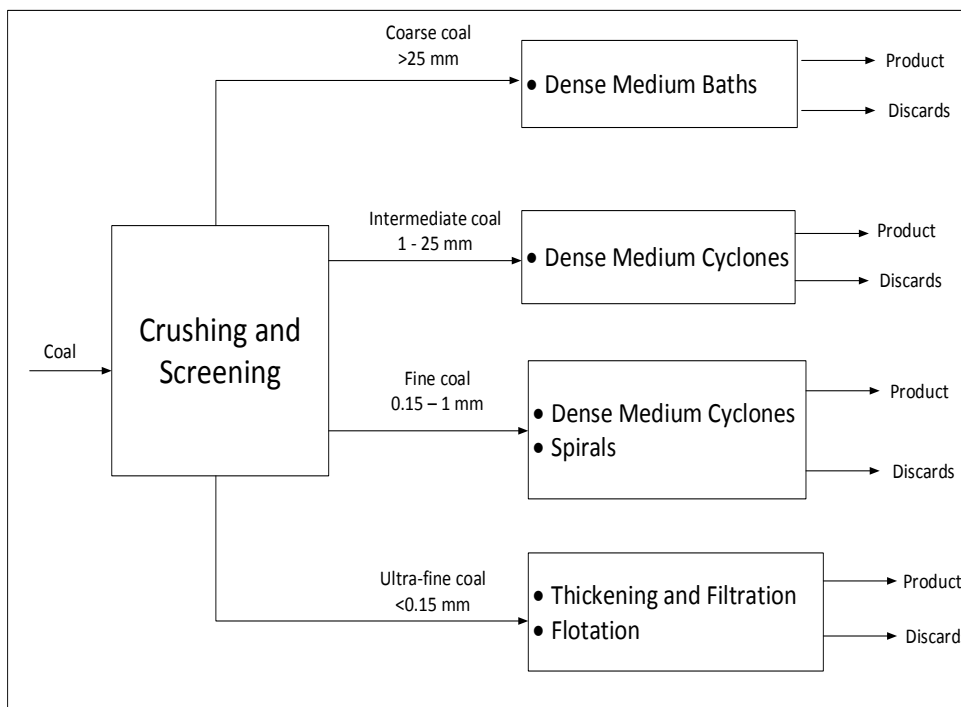 Coal
Crushing and
Screening
Coarse coal
>25 mm
• Dense Medium Baths
Product
Discards
Intermediate coal
1 - 25 mm
• Dense Medium Cyclones
Product
Discards
Fine coal
0.15 – 1 mm
• Dense Medium Cyclones
• Spirals
Product
Discards
Ultra-fine coal
<0.15 mm
• Thickening and Filtration
• Flotation
Product
Discard